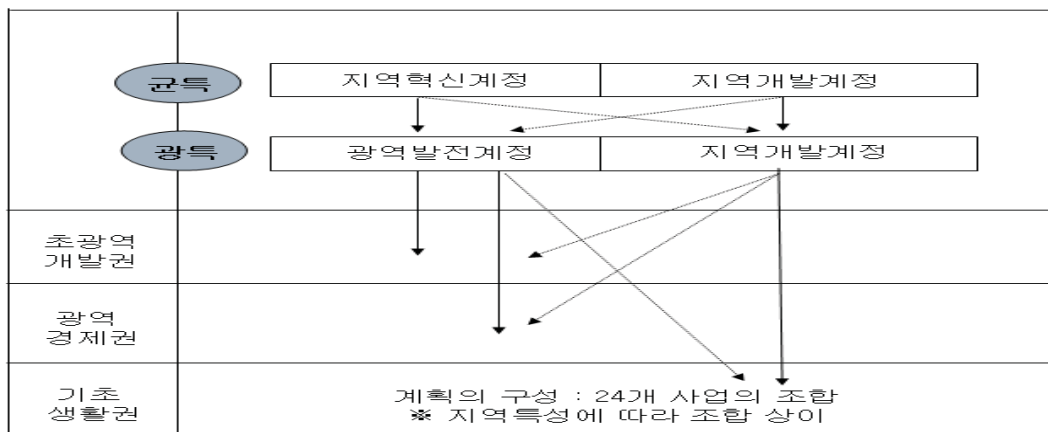 균특
지역혁신계정
지역개발계정
광특
광역발전계정
지역개발계정
초광역
개발권
광역
경제권
기초
생활권
계획의 구성 : 24개 사업의 조합
※ 지역특성에 따라 조합 상이